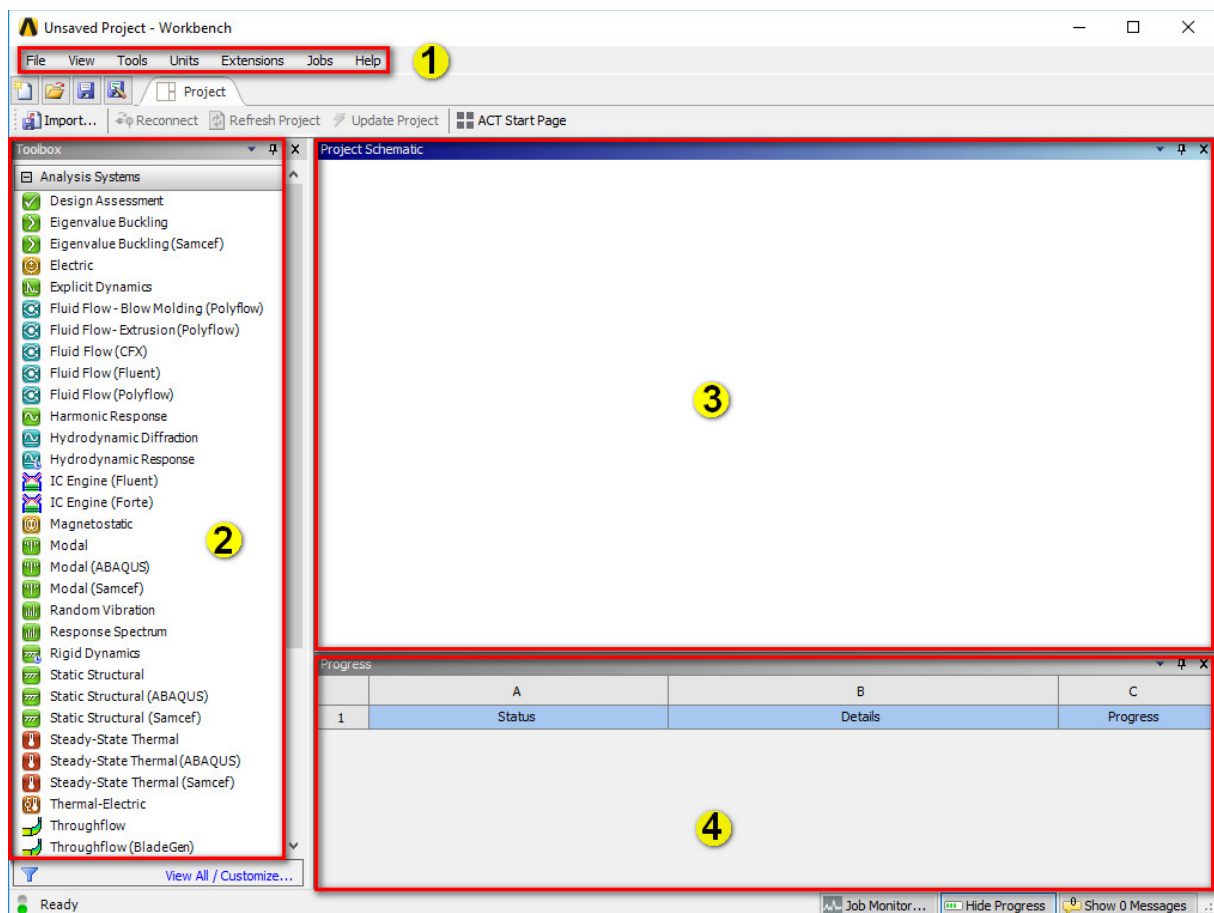 Unsaved Project - Workbench
File View Tools Units Extensions Jobs Help
1
Project
Import... Reconnect Refresh Project Update Project ACT Start Page
Toolbox
Analysis Systems
Design Assessment
Eigenvalue Buckling
Eigenvalue Buckling (Samcef)
Electric
Explicit Dynamics
Fluid Flow - Blow Molding (Polyflow)
Fluid Flow - Extrusion (Polyflow)
Fluid Flow (CFX)
Fluid Flow (Fluent)
Fluid Flow (Polyflow)
Harmonic Response
Hydrodynamic Diffraction
Hydrodynamic Response
IC Engine (Fluent)
IC Engine (Forte)
Magnetostatic
Modal
Modal (ABAQUS)
Modal (Samcef)
Random Vibration
Response Spectrum
Rigid Dynamics
Static Structural
Static Structural (ABAQUS)
Static Structural (Samcef)
Steady-State Thermal
Steady-State Thermal (ABAQUS)
Steady-State Thermal (Samcef)
Thermal-Electric
Throughflow
Throughflow (BladeGen)
2
View All / Customize...
Project Schematic
3
Progress
A B C
1 Status Details Progress
4
Ready
Job Monitor... Hide Progress 0 Show 0 Messages